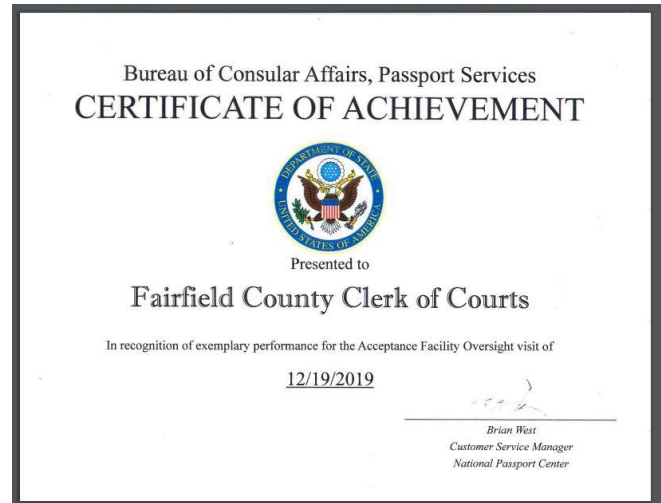 Bureau of Consular Affairs, Passport Services
CERTIFICATE OF ACHIEVEMENT
DEPARTMENT OF STATE
UNITED STATES OF AMERICA
Presented to
Fairfield County Clerk of Courts
In recognition of exemplary performance for the Acceptance Facility Oversight visit of
12/19/2019
Brian West
Customer Service Manager
National Passport Center